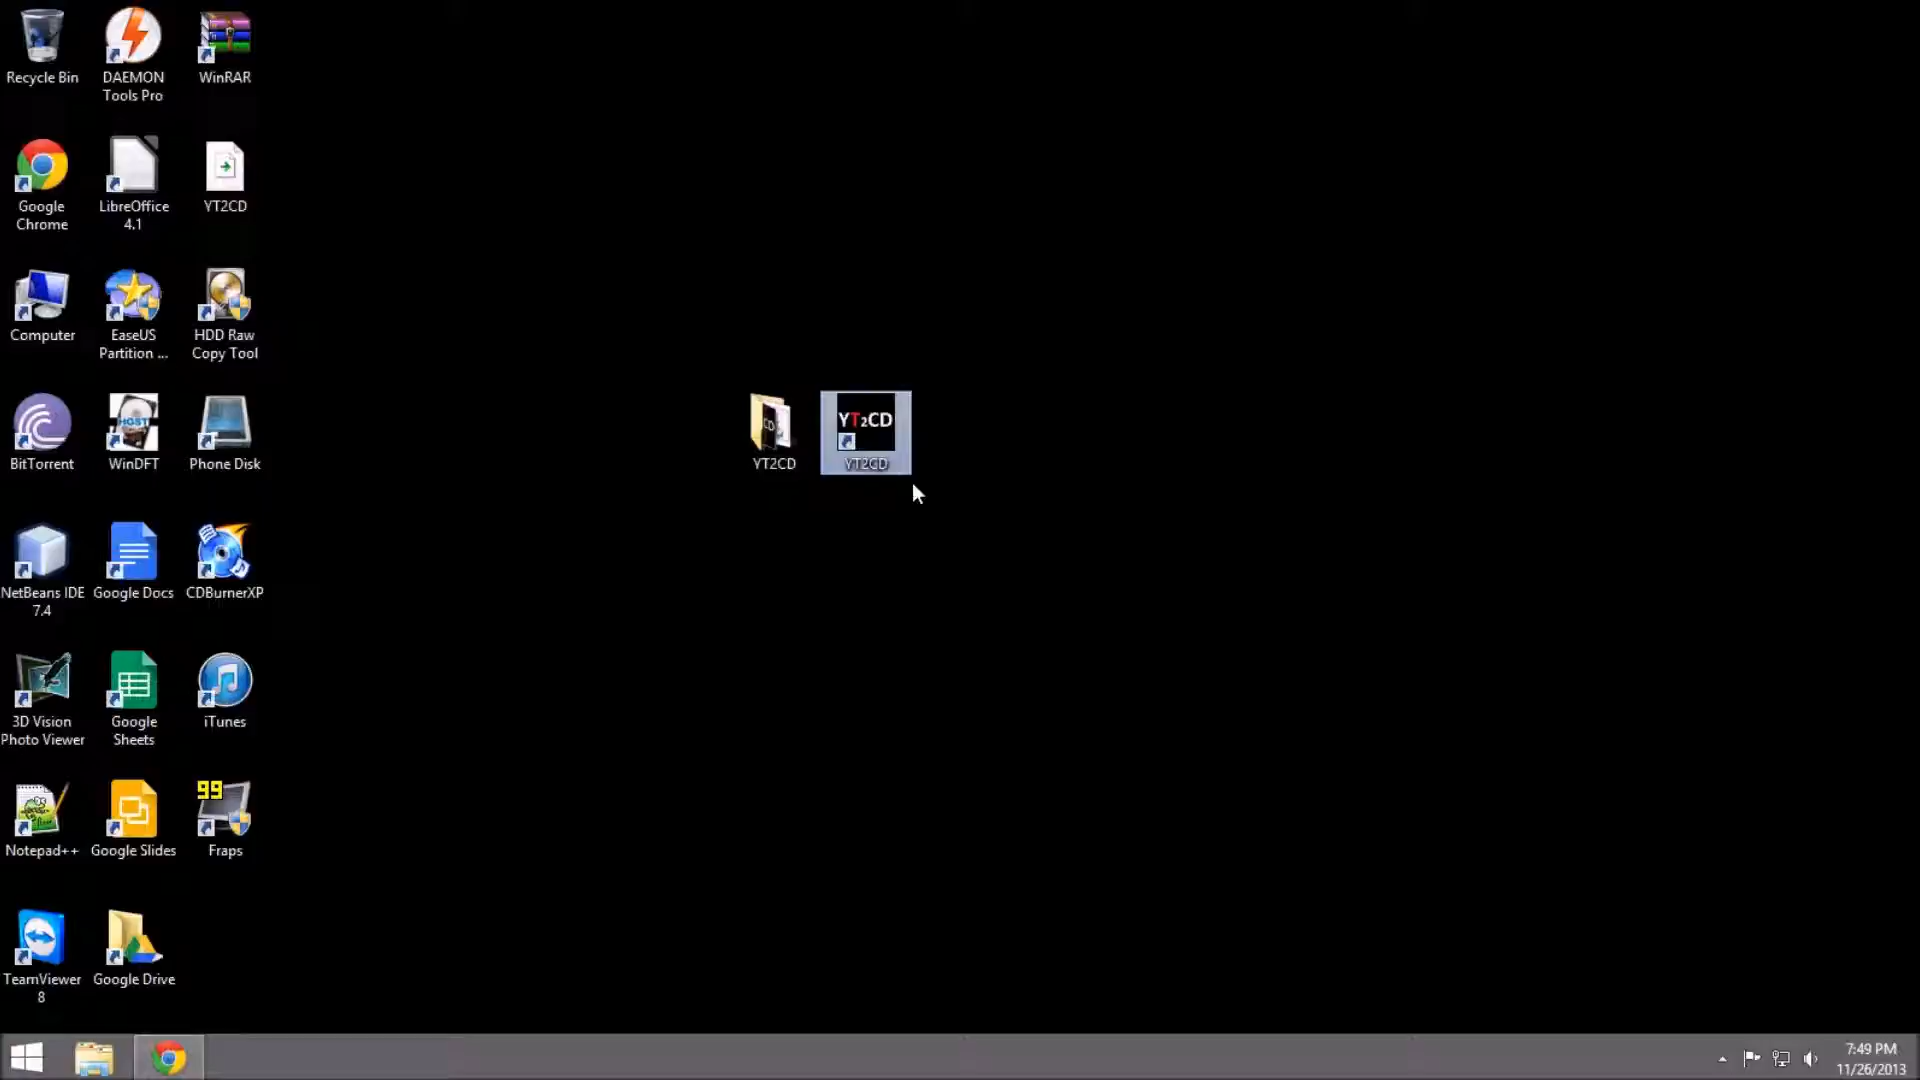 Recycle Bin
DAEMON
Tools Pro
WinRAR
Google
Chrome
LibreOffice
4.1
YT2CD
Computer
EaseUS
Partition ...
HDD Raw
Copy Tool
BitTorrent
HGST
WinDFT
Phone Disk
CD
YT2CD
YT2CD
YT2CD
NetBeans IDE
7.4
Google Docs
CDBurnerXP
3D Vision
Photo Viewer
Google
Sheets
iTunes
Notepad++
Google Slides
99
Fraps
TeamViewer
8
Google Drive
7:49 PM
11/26/2013